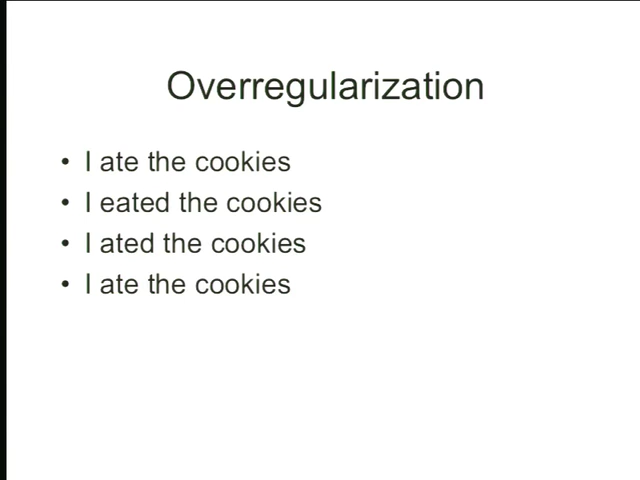 Overregularization
• I ate the cookies
• I eated the cookies
• I ated the cookies
• I ate the cookies